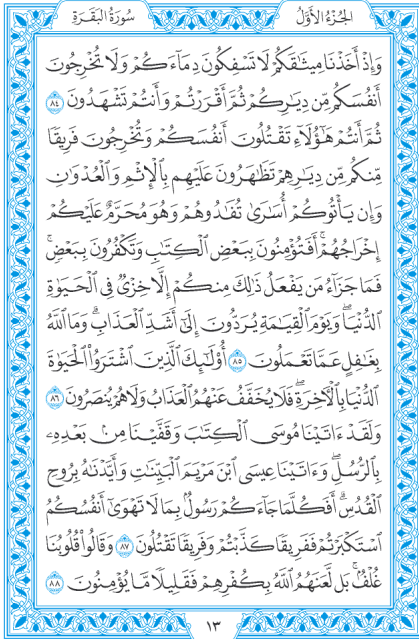 الجُزْءُ الأَوَّلُ
سُورَةُ البَقَرَةِ
وَإِذْ أَخَذْنَا مِيثَٰقَكُمْ لَا تَسْفِكُونَ دِمَآءَكُمْ وَلَا تُخْرِجُونَ
أَنفُسَكُم مِّن دِيَٰرِكُمْ ثُمَّ أَقْرَرْتُمْ وَأَنتُمْ تَشْهَدُونَ ٨٤
ثُمَّ أَنتُمْ هَٰٓؤُلَآءِ تَقْتُلُونَ أَنفُسَكُمْ وَتُخْرِجُونَ فَرِيقًا
مِّنكُم مِّن دِيَٰرِهِمْ تَظَٰهَرُونَ عَلَيْهِم بِٱلْإِثْمِ وَٱلْعُدْوَٰنِ
وَإِن يَأْتُوكُمْ أُسَٰرَىٰ تُفَٰدُوهُمْ وَهُوَ مُحَرَّمٌ عَلَيْكُمْ
إِخْرَاجُهُمْ ۚ أَفَتُؤْمِنُونَ بِبَعْضِ ٱلْكِتَٰبِ وَتَكْفُرُونَ بِبَعْضٍ ۚ
فَمَا جَزَآءُ مَن يَفْعَلُ ذَٰلِكَ مِنكُمْ إِلَّا خِزْىٌ فِى ٱلْحَيَوٰةِ
ٱلدُّنْيَا ۖ وَيَوْمَ ٱلْقِيَٰمَةِ يُرَدُّونَ إِلَىٰٓ أَشَدِّ ٱلْعَذَابِ ۗ وَمَا ٱللَّهُ
بِغَٰفِلٍ عَمَّا تَعْمَلُونَ ٨٥ أُو۟لَٰٓئِكَ ٱلَّذِينَ ٱشْتَرَوُا۟ ٱلْحَيَوٰةَ
ٱلدُّنْيَا بِٱلْءَاخِرَةِ ۖ فَلَا يُخَفَّفُ عَنْهُمُ ٱلْعَذَابُ وَلَا هُمْ يُنصَرُونَ ٨٦
وَلَقَدْ ءَاتَيْنَا مُوسَى ٱلْكِتَٰبَ وَقَفَّيْنَا مِنۢ بَعْدِهِۦ
بِٱلرُّسُلِ ۖ وَءَاتَيْنَا عِيسَى ٱبْنَ مَرْيَمَ ٱلْبَيِّنَٰتِ وَأَيَّدْنَٰهُ بِرُوحِ
ٱلْقُدُسِ ۗ أَفَكُلَّمَا جَآءَكُمْ رَسُولٌۢ بِمَا لَا تَهْوَىٰٓ أَنفُسُكُمُ
ٱسْتَكْبَرْتُمْ فَفَرِيقًا كَذَّبْتُمْ وَفَرِيقًا تَقْتُلُونَ ٨٧ وَقَالُوا۟ قُلُوبُنَا
غُلْفٌۢ ۚ بَل لَّعَنَهُمُ ٱللَّهُ بِكُفْرِهِمْ فَقَلِيلًا مَّا يُؤْمِنُونَ ٨٨
١٣